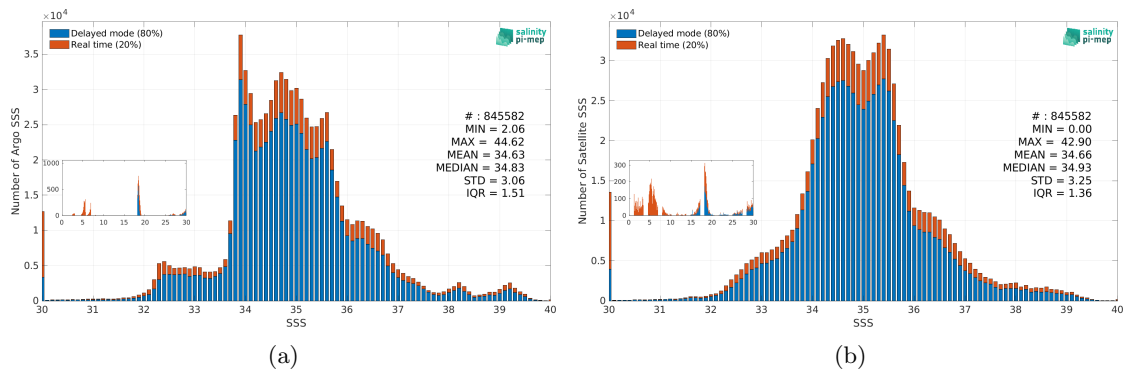 ×10⁴
Delayed mode (80%)
Real time (20%)
salinity
pi-mep
# : 845582
MIN = 2.06
MAX = 44.62
MEAN = 34.63
MEDIAN = 34.83
STD = 3.06
IQR = 1.51
Number of Argo SSS
3.5
3
2.5
2
1.5
1
0.5
0
1000
500
0
0 5 10 15 20 25 30
30 31 32 33 34 35 36 37 38 39 40
SSS
(a)
×10⁴
Delayed mode (80%)
Real time (20%)
salinity
pi-mep
# : 845582
MIN = 0.00
MAX = 42.90
MEAN = 34.66
MEDIAN = 34.93
STD = 3.25
IQR = 1.36
Number of Satellite SSS
3
2.5
2
1.5
1
0.5
0
300
200
100
0
0 5 10 15 20 25 30
30 31 32 33 34 35 36 37 38 39 40
SSS
(b)